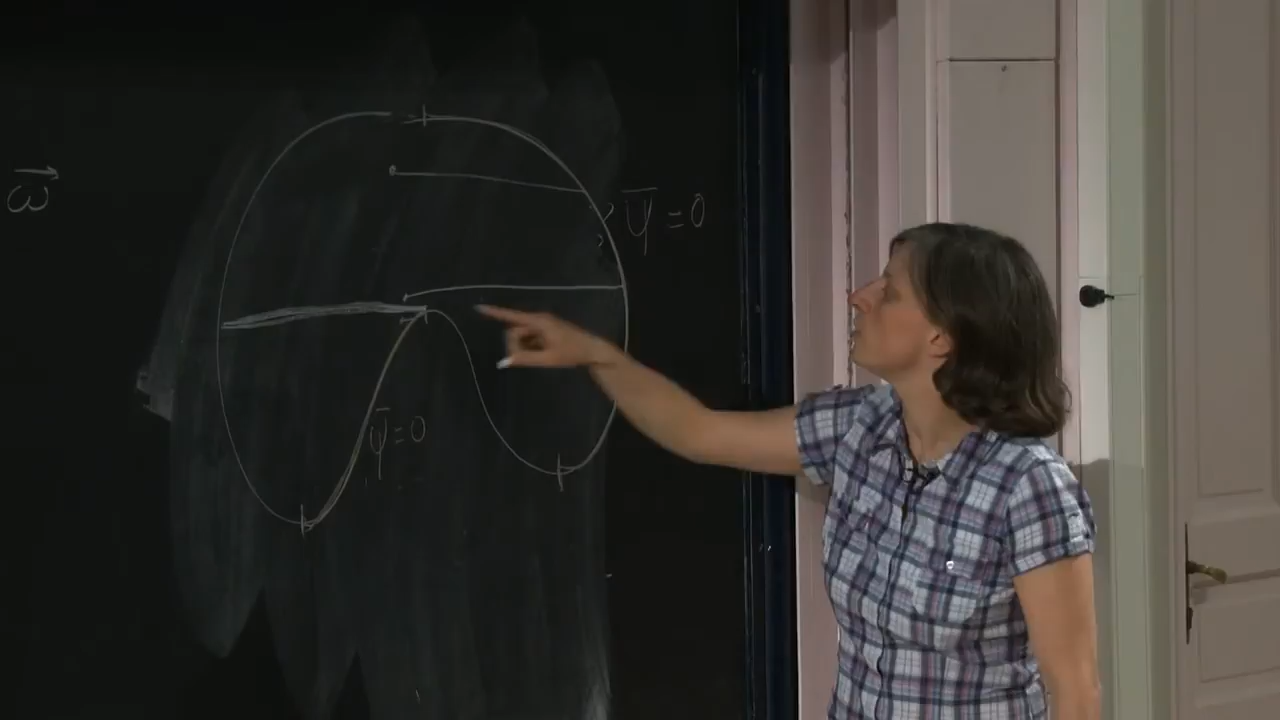 ω⃗
ψ̅ = 0
ψ̅ = 0